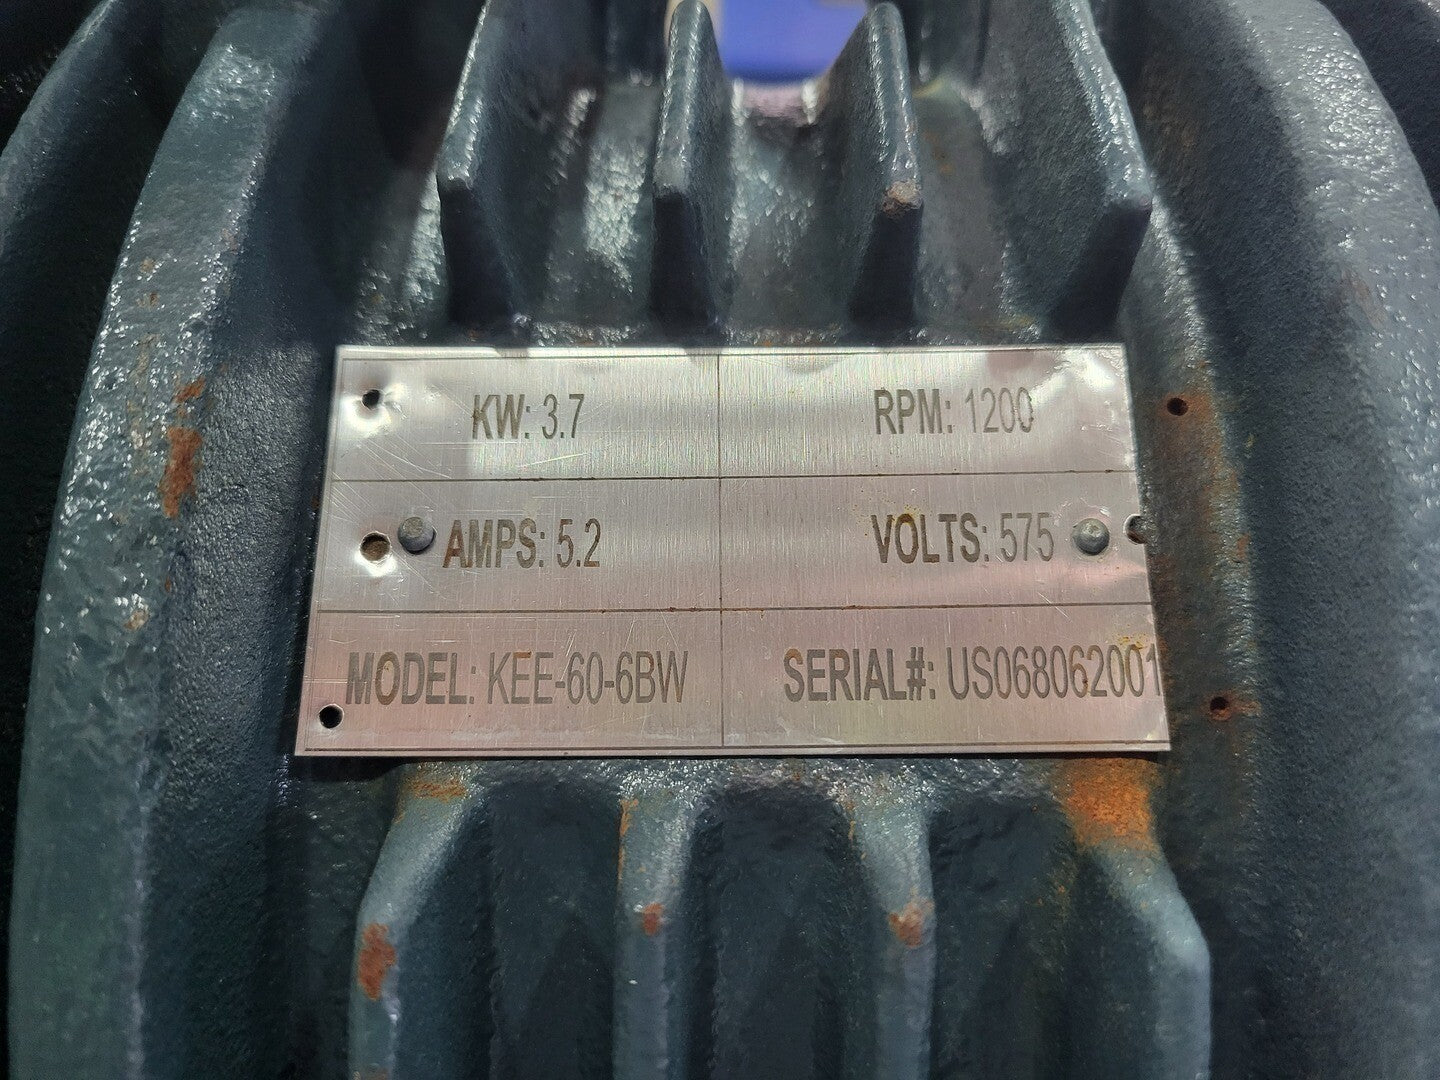 KW: 3.7 RPM: 1200
AMPS: 5.2 VOLTS: 575
MODEL: KEE-60-6BW SERIAL#: US068062001